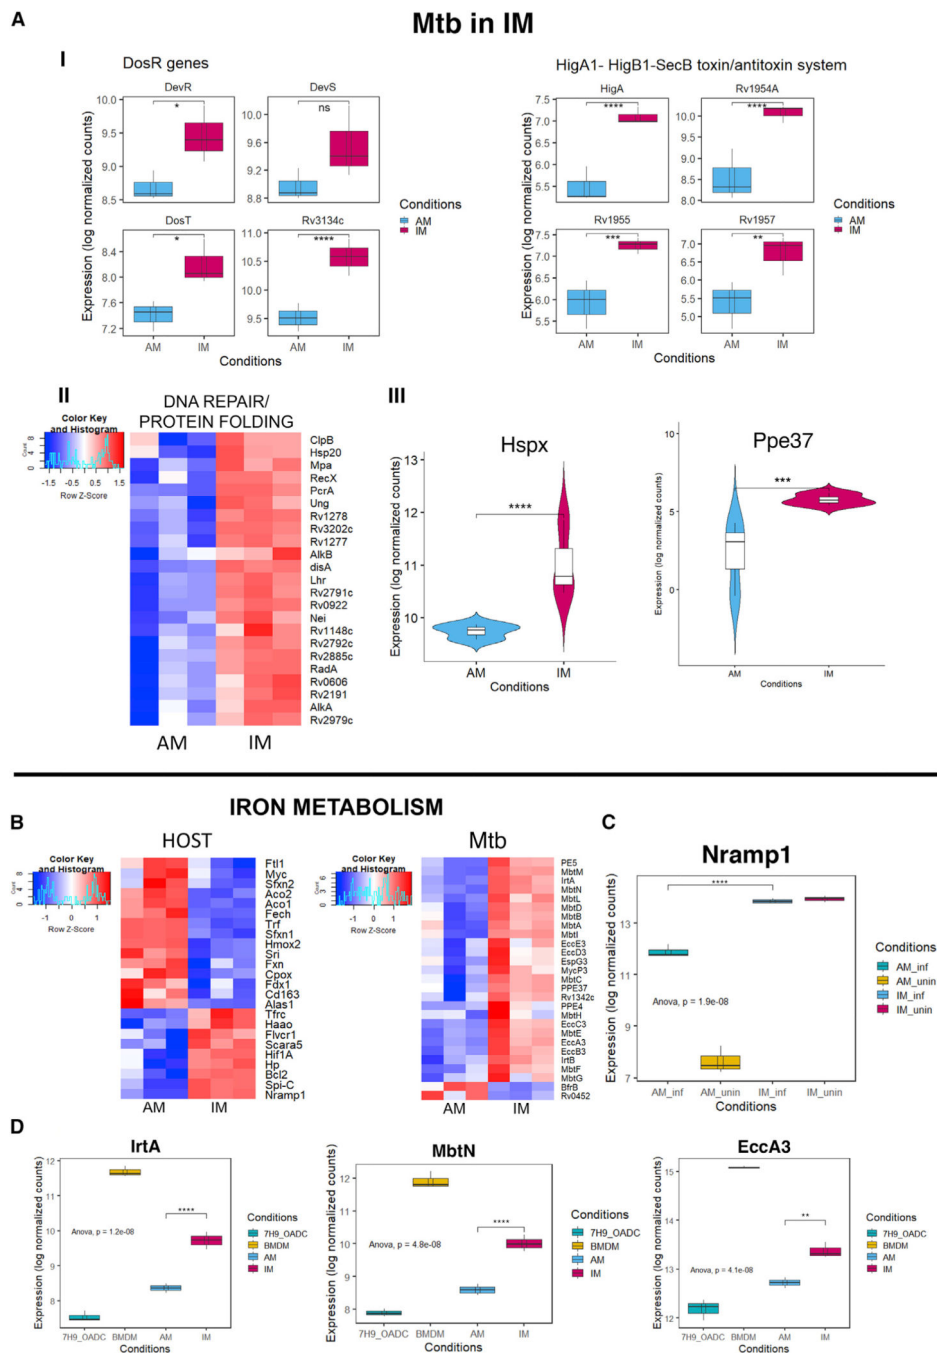 A
Mtb in IM
I
DosR genes
HigA1- HigB1-SecB toxin/antitoxin system
Expression (log normalized counts)
DevR
10.0
9.5
9.0
8.5
*
DevS
10.0
9.6
9.2
8.8
ns
DosT
8.4
8.0
7.6
7.2
*
Rv3134c
11.0
10.5
10.0
9.5
****
AM
IM
AM
IM
Conditions
Conditions
AM
IM
Expression (log normalized counts)
HigA
7.5
7.0
6.5
6.0
5.5
****
Rv1954A
10.0
9.5
9.0
8.5
8.0
****
Rv1955
7.5
7.0
6.5
6.0
5.5
***
Rv1957
7.0
6.5
6.0
5.5
5.0
**
AM
IM
AM
IM
Conditions
Conditions
AM
IM
II
DNA REPAIR/
PROTEIN FOLDING
Color Key
and Histogram
Count
0 4 8
-1.5 -0.5 0.5 1.5
Row Z-Score
ClpB
Hsp20
Mpa
RecX
PcrA
Ung
Rv1278
Rv3202c
Rv1277
AlkB
disA
Lhr
Rv2791c
Rv0922
Nei
Rv1148c
Rv2792c
Rv2885c
RadA
Rv0606
Rv2191
AlkA
Rv2979c
AM
IM
III
Hspx
Expression (log normalized counts)
13
12
11
10
****
AM
IM
Conditions
Ppe37
Expression (log normalized counts)
10
5
0
***
AM
IM
Conditions
IRON METABOLISM
B
HOST
Color Key
and Histogram
Count
-1 0 1
Row Z-Score
Ftl1
Myc
Sfxn2
Aco2
Aco1
Fech
Trf
Sfxn1
Hmox2
Sri
Fxn
Cpox
Fdx1
Cd163
Alas1
Tfrc
Haao
Flvcr1
Scara5
Hif1A
Hp
Bcl2
Spi-C
Nramp1
AM
IM
Mtb
Color Key
and Histogram
Count
-1 0 1
Row Z-Score
PE5
MbtM
IrtA
MbtN
MbtL
MbtD
MbtB
MbtA
MbtI
EccE3
EccD3
EspG3
MycP3
MbtC
PPE37
Rv1342c
PPE4
MbtH
EccC3
MbtE
EccA3
EccB3
IrtB
MbtF
MbtG
BfrB
Rv0452
AM
IM
C
Nramp1
Expression (log normalized counts)
13
11
9
7
****
Anova, p = 1.9e-08
AM_inf
AM_unin
IM_inf
IM_unin
Conditions
Conditions
AM_inf
AM_unin
IM_inf
IM_unin
D
IrtA
Expression (log normalized counts)
12
11
10
9
8
****
Anova, p = 1.2e-08
7H9_OADC
BMDM
AM
IM
Conditions
Conditions
7H9_OADC
BMDM
AM
IM
MbtN
Expression (log normalized counts)
12
11
10
9
8
****
Anova, p = 4.8e-08
7H9_OADC
BMDM
AM
IM
Conditions
Conditions
7H9_OADC
BMDM
AM
IM
EccA3
Expression (log normalized counts)
15
14
13
12
**
Anova, p = 4.1e-08
7H9_OADC
BMDM
AM
IM
Conditions
Conditions
7H9_OADC
BMDM
AM
IM